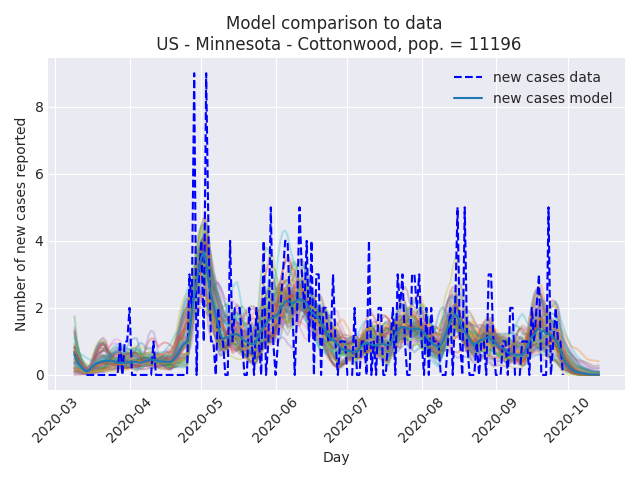 Model comparison to data
US - Minnesota - Cottonwood, pop. = 11196
new cases data
new cases model
Number of new cases reported
8
6
4
2
0
2020-03
2020-04
2020-05
2020-06
2020-07
2020-08
2020-09
2020-10
Day